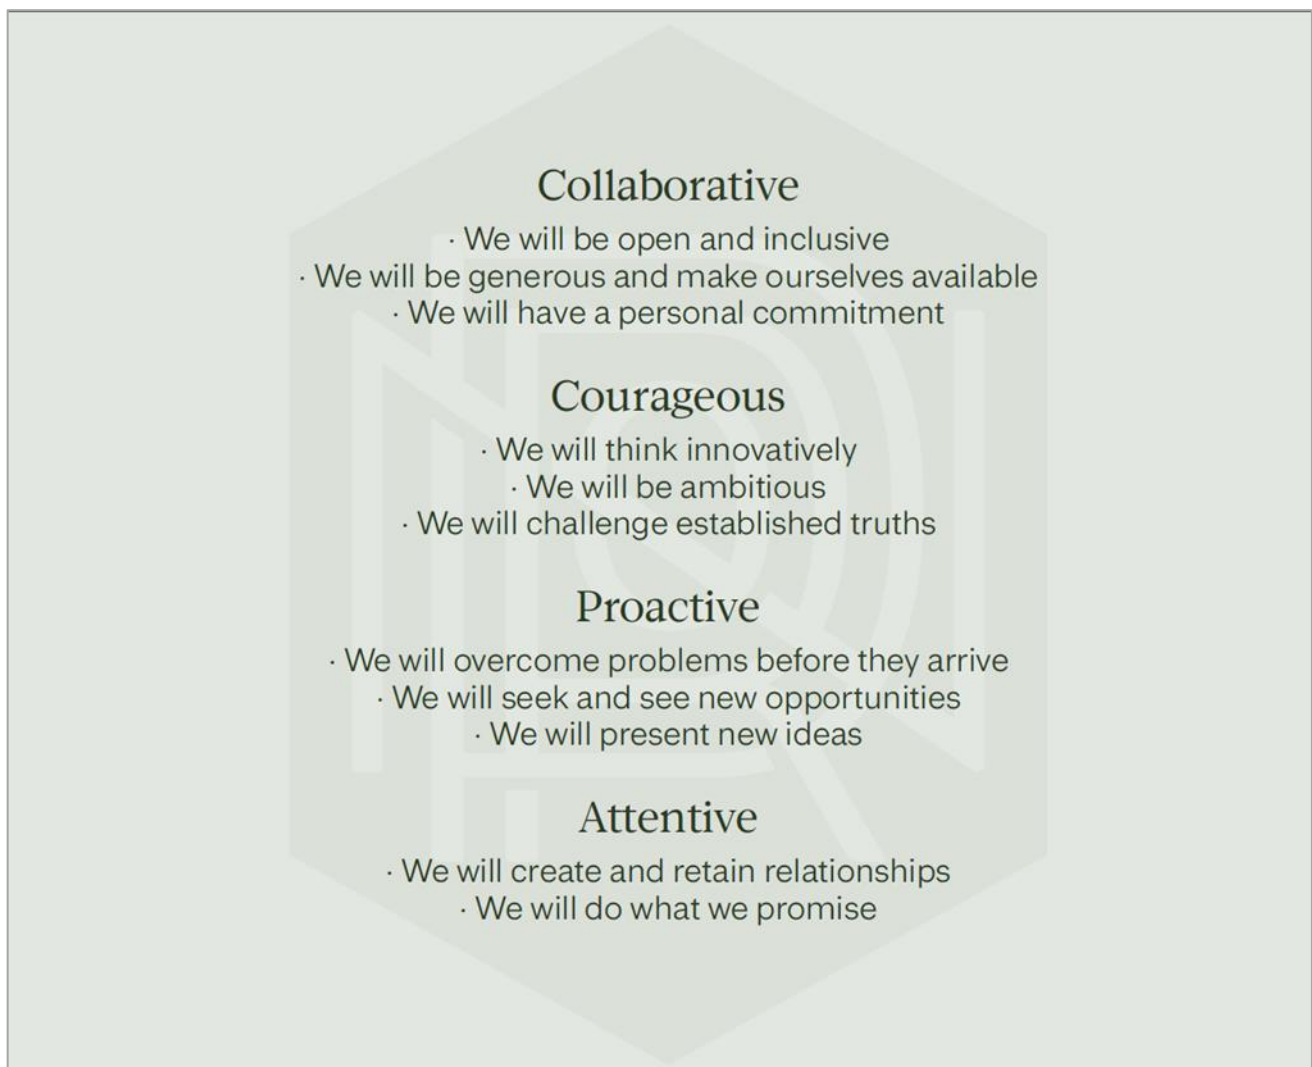 Collaborative
· We will be open and inclusive
· We will be generous and make ourselves available
· We will have a personal commitment
Courageous
· We will think innovatively
· We will be ambitious
· We will challenge established truths
Proactive
· We will overcome problems before they arrive
· We will seek and see new opportunities
· We will present new ideas
Attentive
· We will create and retain relationships
· We will do what we promise